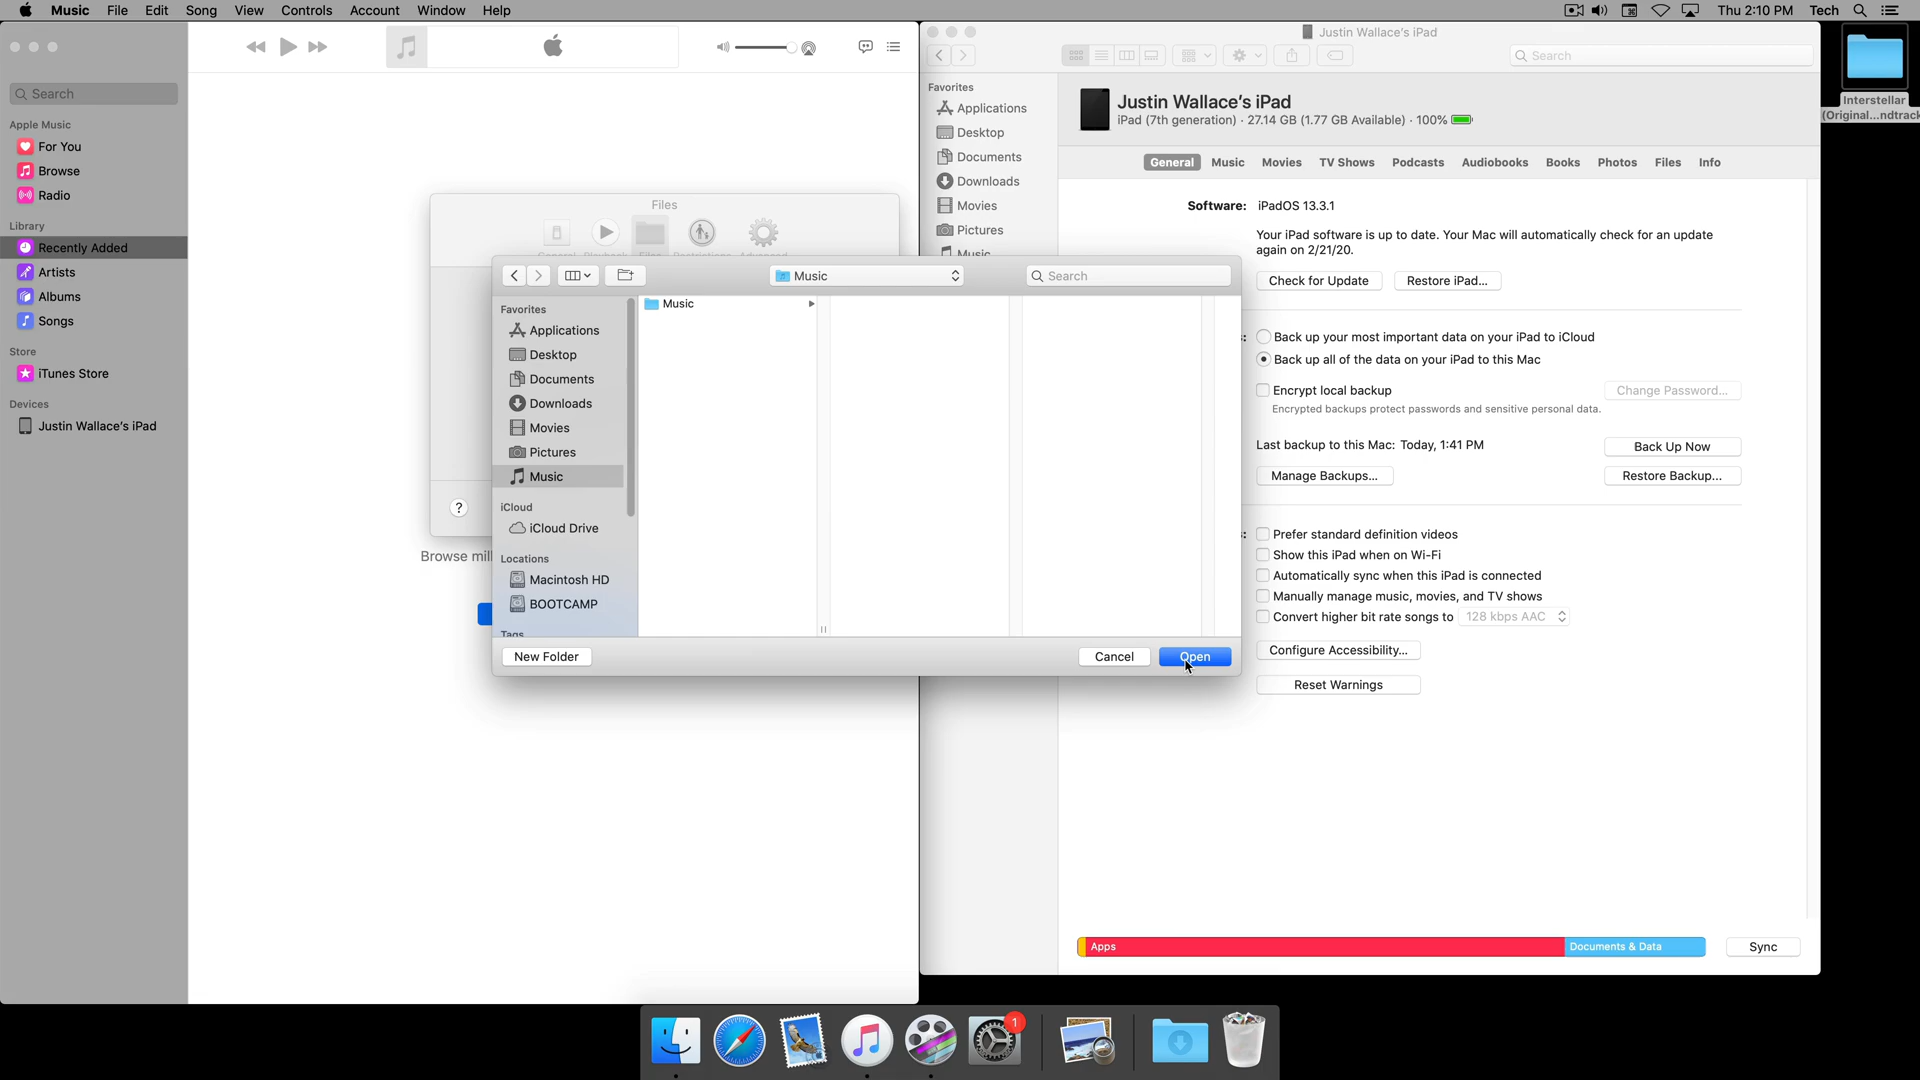 Music File Edit Song View Controls Account Window Help
Thu 2:10 PM Tech
Search
Apple Music
For You
Browse
Radio
Library
Recently Added
Artists
Albums
Songs
Store
iTunes Store
Devices
Justin Wallace's iPad
Files
Browse mill
?
Music
Search
Favorites
Applications
Desktop
Documents
Downloads
Movies
Pictures
Music
iCloud
iCloud Drive
Locations
Macintosh HD
BOOTCAMP
Tags
Music
New Folder
Cancel
Open
Justin Wallace's iPad
Search
Favorites
Applications
Desktop
Documents
Downloads
Movies
Pictures
Music
Justin Wallace's iPad
iPad (7th generation) · 27.14 GB (1.77 GB Available) · 100%
General Music Movies TV Shows Podcasts Audiobooks Books Photos Files Info
Software: iPadOS 13.3.1
Your iPad software is up to date. Your Mac will automatically check for an update
again on 2/21/20.
Check for Update Restore iPad...
Back up your most important data on your iPad to iCloud
Back up all of the data on your iPad to this Mac
Encrypt local backup Change Password...
Encrypted backups protect passwords and sensitive personal data.
Last backup to this Mac: Today, 1:41 PM Back Up Now
Manage Backups... Restore Backup...
Prefer standard definition videos
Show this iPad when on Wi-Fi
Automatically sync when this iPad is connected
Manually manage music, movies, and TV shows
Convert higher bit rate songs to 128 kbps AAC
Configure Accessibility...
Reset Warnings
Apps Documents & Data Sync
Interstellar
(Original...ndtrack
1